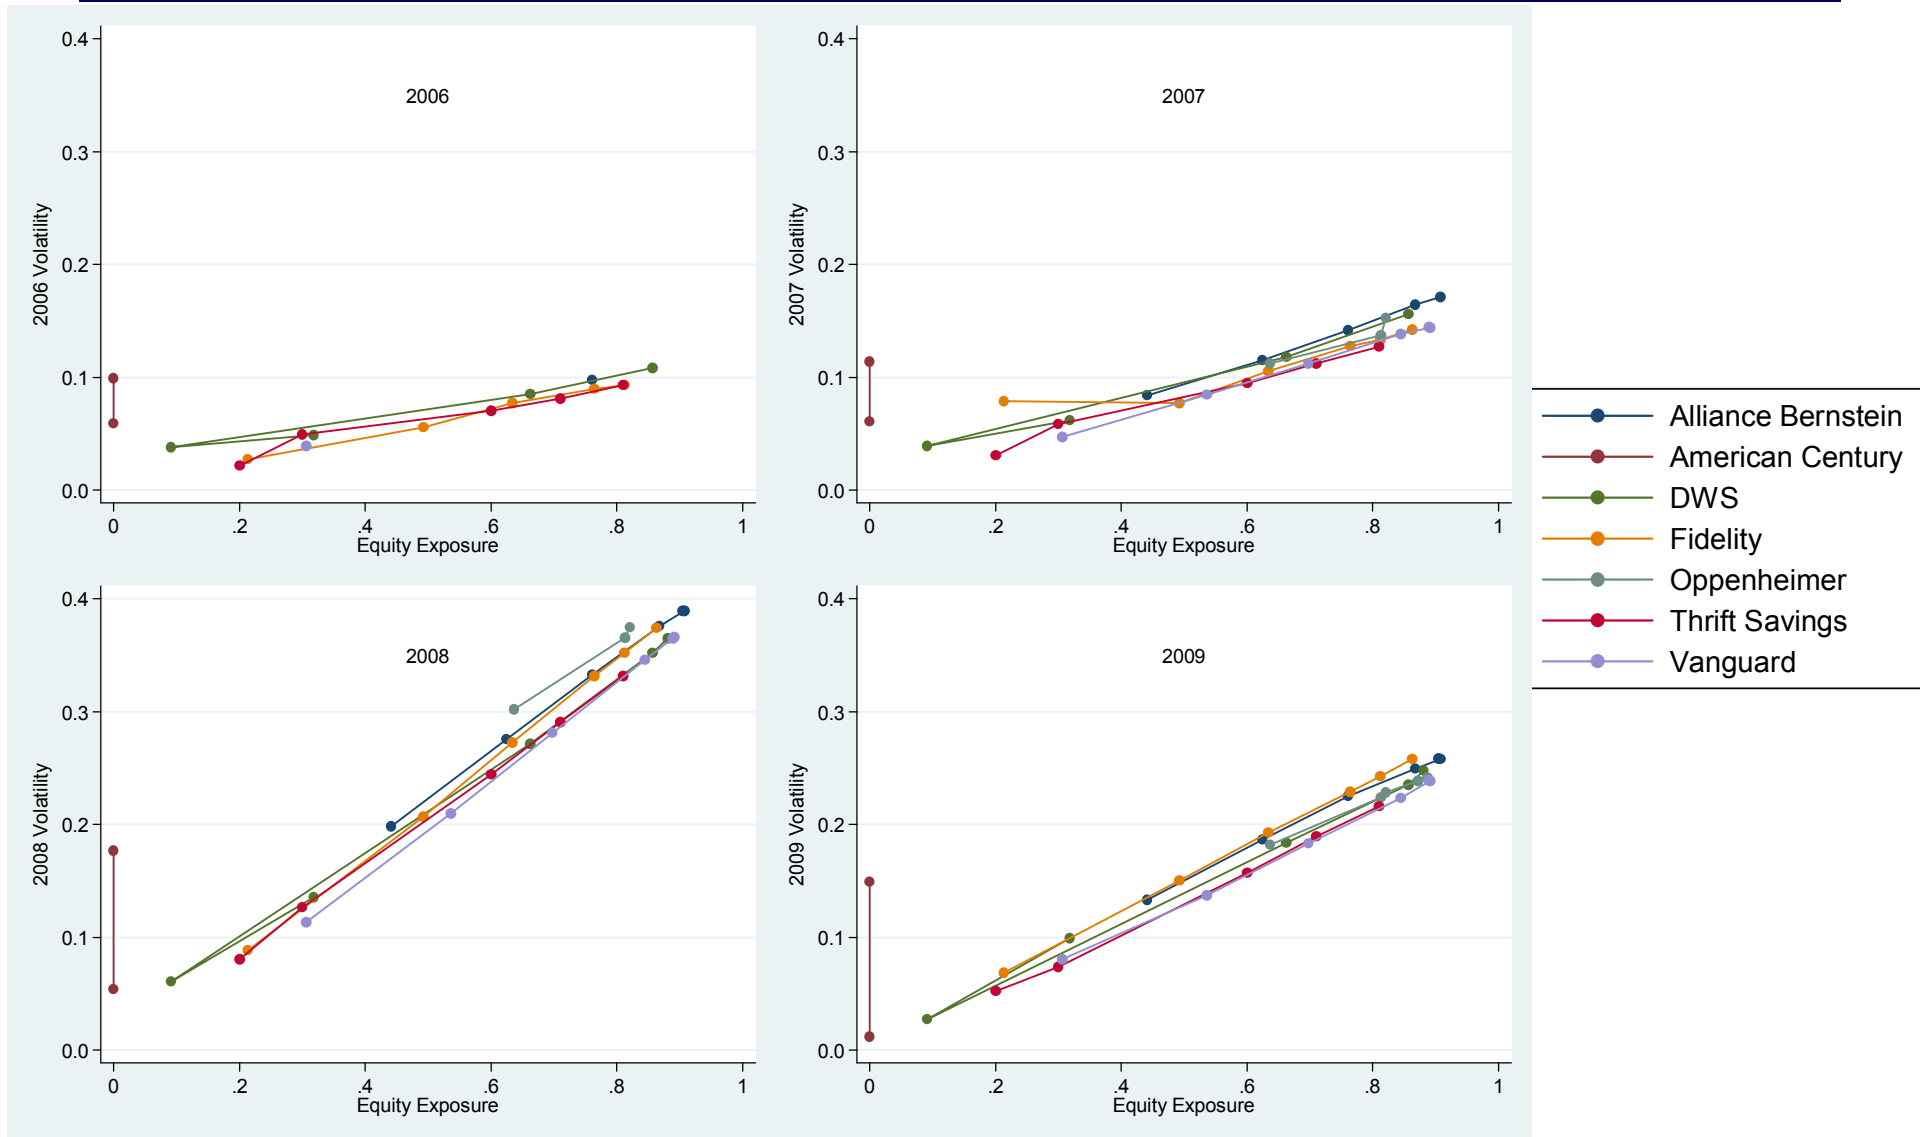 2006
0.4
0.3
0.2
0.1
0.0
2006 Volatility
0 .2 .4 .6 .8 1
Equity Exposure
2007
0.4
0.3
0.2
0.1
0.0
2007 Volatility
0 .2 .4 .6 .8 1
Equity Exposure
2008
0.4
0.3
0.2
0.1
0.0
2008 Volatility
0 .2 .4 .6 .8 1
Equity Exposure
2009
0.4
0.3
0.2
0.1
0.0
2009 Volatility
0 .2 .4 .6 .8 1
Equity Exposure
Alliance Bernstein
American Century
DWS
Fidelity
Oppenheimer
Thrift Savings
Vanguard